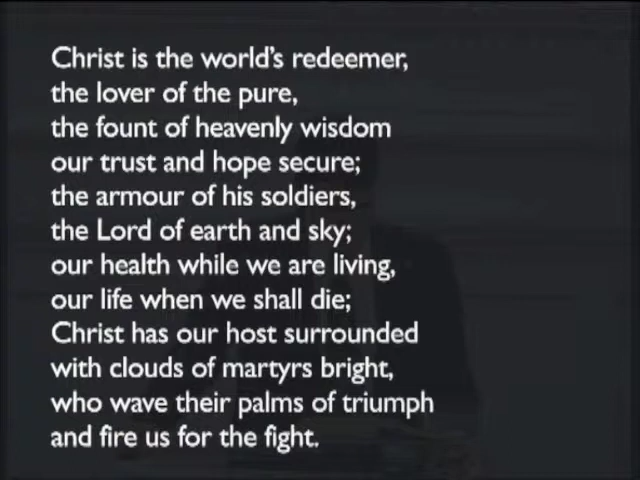 Christ is the world's redeemer,
the lover of the pure,
the fount of heavenly wisdom
our trust and hope secure;
the armour of his soldiers,
the Lord of earth and sky;
our health while we are living,
our life when we shall die;
Christ has our host surrounded
with clouds of martyrs bright,
who wave their palms of triumph
and fire us for the fight.